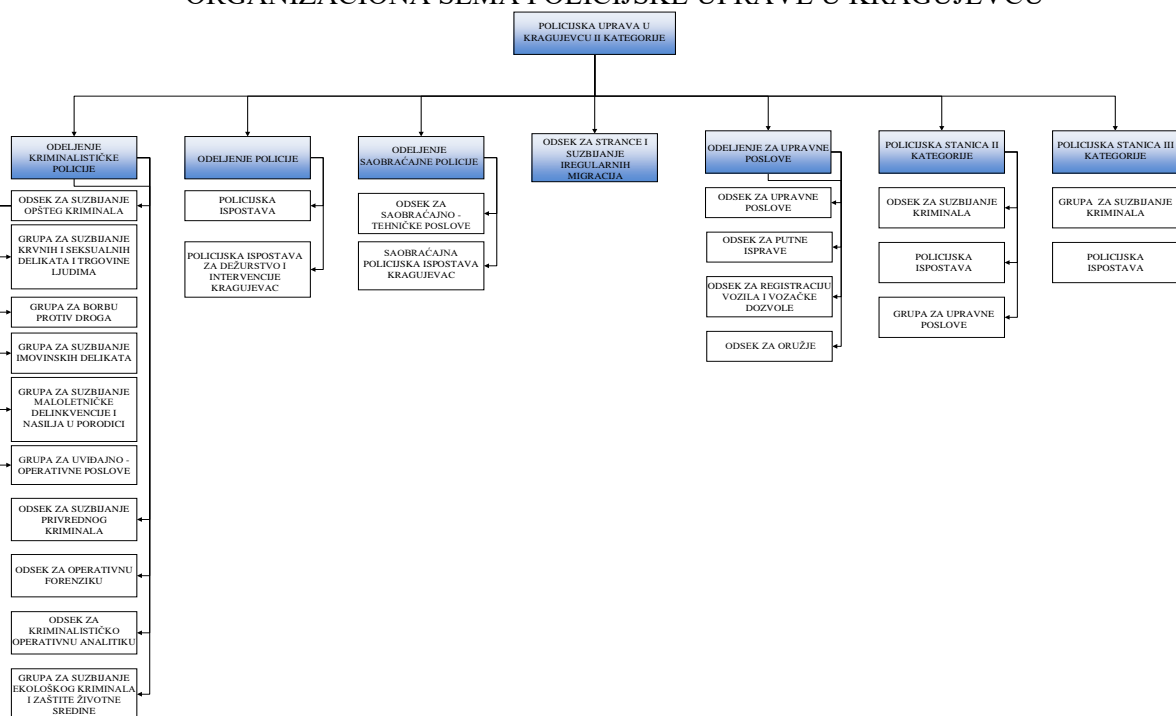 ORGANIZACIONA ŠEMA POLICIJSKE UPRAVE U KRAGUJEVCU
POLICIJSKA UPRAVA U
KRAGUJEVCU II KATEGORIJE
ODELJENJE
KRIMINALISTIČKE
POLICIJE
ODSEK ZA SUZBIJANJE
OPŠTEG KRIMINALA
GRUPA ZA SUZBIJANJE
KRVNIH I SEKSUALNIH
DELIKATA I TRGOVINE
LJUDIMA
GRUPA ZA BORBU
PROTIV DROGA
GRUPA ZA SUZBIJANJE
IMOVINSKIH DELIKATA
GRUPA ZA SUZBIJANJE
MALOLETNIČKE
DELINKVENCIJE I
NASILJA U PORODICI
GRUPA ZA UVIĐAJNO -
OPERATIVNE POSLOVE
ODSEK ZA SUZBIJANJE
PRIVREDNOG
KRIMINALA
ODSEK ZA OPERATIVNU
FORENZIKU
ODSEK ZA
KRIMINALISTIČKO
OPERATIVNU ANALITIKU
GRUPA ZA SUZBIJANJE
EKOLOŠKOG KRIMINALA
I ZAŠTITE ŽIVOTNE
SREDINE
ODELJENJE POLICIJE
POLICIJSKA
ISPOSTAVA
POLICIJSKA ISPOSTAVA
ZA DEŽURSTVO I
INTERVENCIJE
KRAGUJEVAC
ODELJENJE
SAOBRAĆAJNE POLICIJE
ODSEK ZA
SAOBRAĆAJNO -
TEHNIČKE POSLOVE
SAOBRAĆAJNA
POLICIJSKA ISPOSTAVA
KRAGUJEVAC
ODSEK ZA STRANCE I
SUZBIJANJE
IREGULARNIH
MIGRACIJA
ODELJENJE ZA UPRAVNE
POSLOVE
ODSEK ZA UPRAVNE
POSLOVE
ODSEK ZA PUTNE
ISPRAVE
ODSEK ZA REGISTRACIJU
VOZILA I VOZAČKE
DOZVOLE
ODSEK ZA ORUŽJE
POLICIJSKA STANICA II
KATEGORIJE
ODSEK ZA SUZBIJANJE
KRIMINALA
POLICIJSKA
ISPOSTAVA
GRUPA ZA UPRAVNE
POSLOVE
POLICIJSKA STANICA III
KATEGORIJE
GRUPA ZA SUZBIJANJE
KRIMINALA
POLICIJSKA
ISPOSTAVA